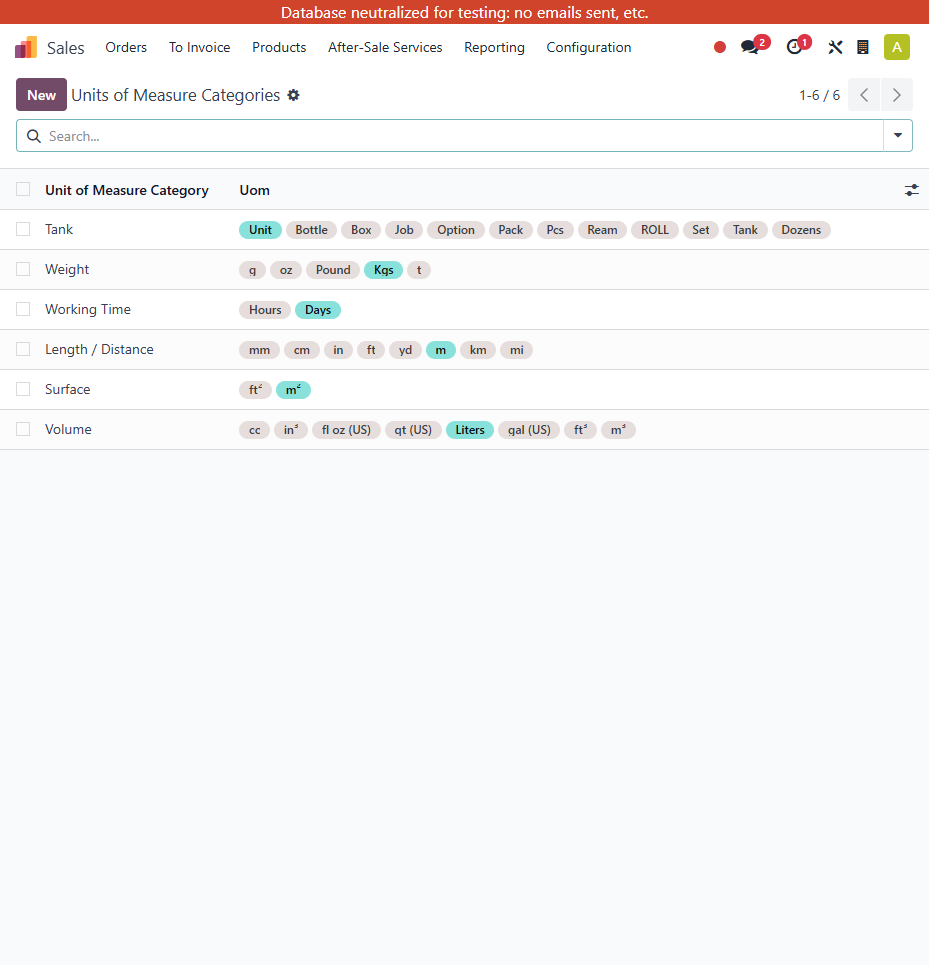 Database neutralized for testing: no emails sent, etc.
Sales Orders To Invoice Products After-Sale Services Reporting Configuration 2 1 A
New Units of Measure Categories 1-6 / 6
Search...
Unit of Measure Category Uom
Tank Unit Bottle Box Job Option Pack Pcs Ream ROLL Set Tank Dozens
Weight g oz Pound Kgs t
Working Time Hours Days
Length / Distance mm cm in ft yd m km mi
Surface ft² m²
Volume cc in³ fl oz (US) qt (US) Liters gal (US) ft³ m³